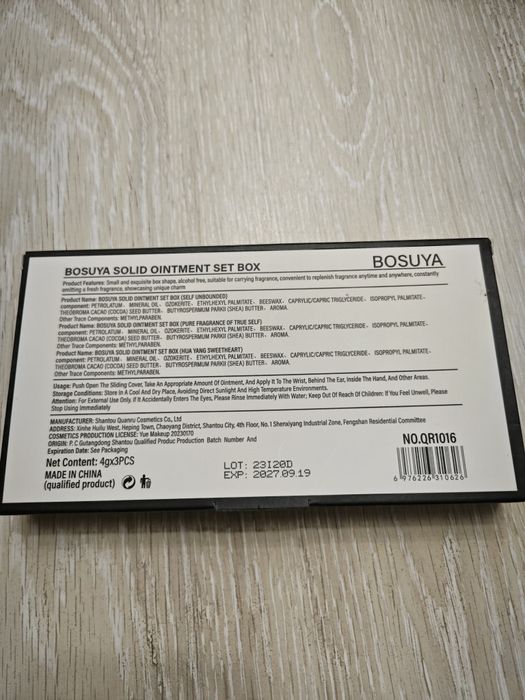 BOSUYA SOLID OINTMENT SET BOX
BOSUYA
Product Features: Small and exquisite box shape, alcohol free, suitable for carrying fragrance, convenient to replenish fragrance anytime and anywhere, constantly
emitting a fresh fragrance, showcasing unique charm
Product Name: BOSUYA SOLID OINTMENT SET BOX (SELF UNBOUNDED)
component: PETROLATUM、 MINERAL OIL、 OZOKERITE、 ETHYLHEXYL PALMITATE、 BEESWAX、 CAPRYLIC/CAPRIC TRIGLYCERIDE、 ISOPROPYL PALMITATE、
THEOBROMA CACAO (COCOA) SEED BUTTER、 BUTYROSPERMUM PARKII (SHEA) BUTTER、 AROMA.
Other Trace Components: METHYLPARABEN.
Product Name: BOSUYA SOLID OINTMENT SET BOX (PURE FRAGRANCE OF TRUE SELF)
component: PETROLATUM、 MINERAL OIL、 OZOKERITE、 ETHYLHEXYL PALMITATE、 BEESWAX、 CAPRYLIC/CAPRIC TRIGLYCERIDE、 ISOPROPYL PALMITATE、
THEOBROMA CACAO (COCOA) SEED BUTTER、 BUTYROSPERMUM PARKII (SHEA) BUTTER、 AROMA.
Other Trace Components: METHYLPARABEN.
Product Name: BOSUYA SOLID OINTMENT SET BOX (HUA YANG SWEETHEART)
component: PETROLATUM、 MINERAL OIL、 OZOKERITE、 ETHYLHEXYL PALMITATE、 BEESWAX、 CAPRYLIC/CAPRIC TRIGLYCERIDE、 ISOPROPYL PALMITATE、
THEOBROMA CACAO (COCOA) SEED BUTTER、 BUTYROSPERMUM PARKII (SHEA) BUTTER、 AROMA.
Other Trace Components: METHYLPARABEN.
Usage: Push Open The Sliding Cover, Take An Appropriate Amount Of Ointment, And Apply It To The Wrist, Behind The Ear, Inside The Hand, And Other Areas.
Storage Conditions: Store In A Cool And Dry Place, Avoiding Direct Sunlight And High Temperature Environments.
Attention: For External Use Only. If It Accidentally Enters The Eyes, Please Rinse Immediately With Water; Keep Out Of Reach Of Children: If You Feel Unwell, Please
Stop Using Immediately
MANUFACTURER: Shantou Quanru Cosmetics Co., Ltd
ADDRESS: Xinhe Huliu West, Heping Town, Chaoyang District, Shantou City, 4th Floor, No. 1 Sheraixyang Industrial Zone, Fengshan Residential Committee
COSMETICS PRODUCTION LICENSE: Yue Makeup 20230170
ORIGIN: P. C Gutangdong Shantou Qualified Produc Production Batch Number And
Expiration Date: See Packaging
Net Content: 4gx3PCS
MADE IN CHINA
(qualified product)
LOT: 23I20D
EXP: 2027.09.19
NO.QR1016
6 976226 310626